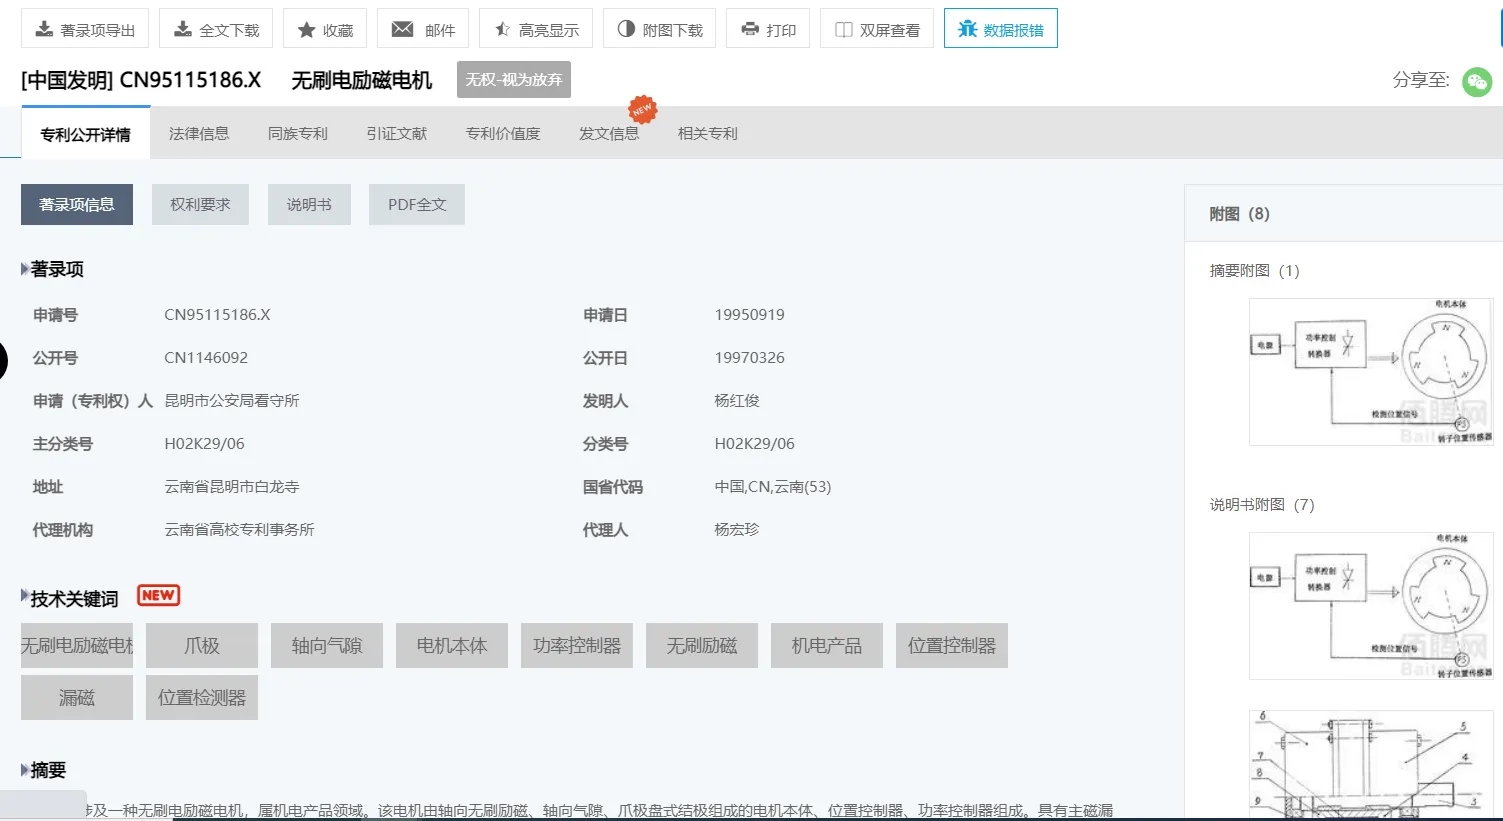 著录项导出 全文下载 收藏 邮件 高亮显示 附图下载 打印 双屏查看 数据报错
[中国发明] CN95115186.X 无刷电励磁电机 无权-视为放弃 分享至:
NEW
专利公开详情 法律信息 同族专利 引证文献 专利价值度 发文信息 相关专利
著录项信息 权利要求 说明书 PDF全文
著录项
申请号 CN95115186.X 申请日 19950919
公开号 CN1146092 公开日 19970326
申请（专利权）人 昆明市公安局看守所 发明人 杨红俊
主分类号 H02K29/06 分类号 H02K29/06
地址 云南省昆明市白龙寺 国省代码 中国,CN,云南(53)
代理机构 云南省高校专利事务所 代理人 杨宏珍
技术关键词 NEW
无刷电励磁电机 爪极 轴向气隙 电机本体 功率控制器 无刷励磁 机电产品 位置控制器
漏磁 位置检测器
摘要
涉及一种无刷电励磁电机，属机电产品领域。该电机由轴向无刷励磁、轴向气隙、爪极盘式结极组成的电机本体、位置控制器、功率控制器组成。具有主磁漏
附图（8）
摘要附图（1）
电机本体
电源
功率控制
转换器
N
N
N
检测位置信号
PS
转子位置传感器
佰腾网
说明书附图（7）
电机本体
电源
功率控制
转换器
N
N
N
检测位置信号
PS
转子位置传感器
佰腾网
6
5
7
4
8
9
3